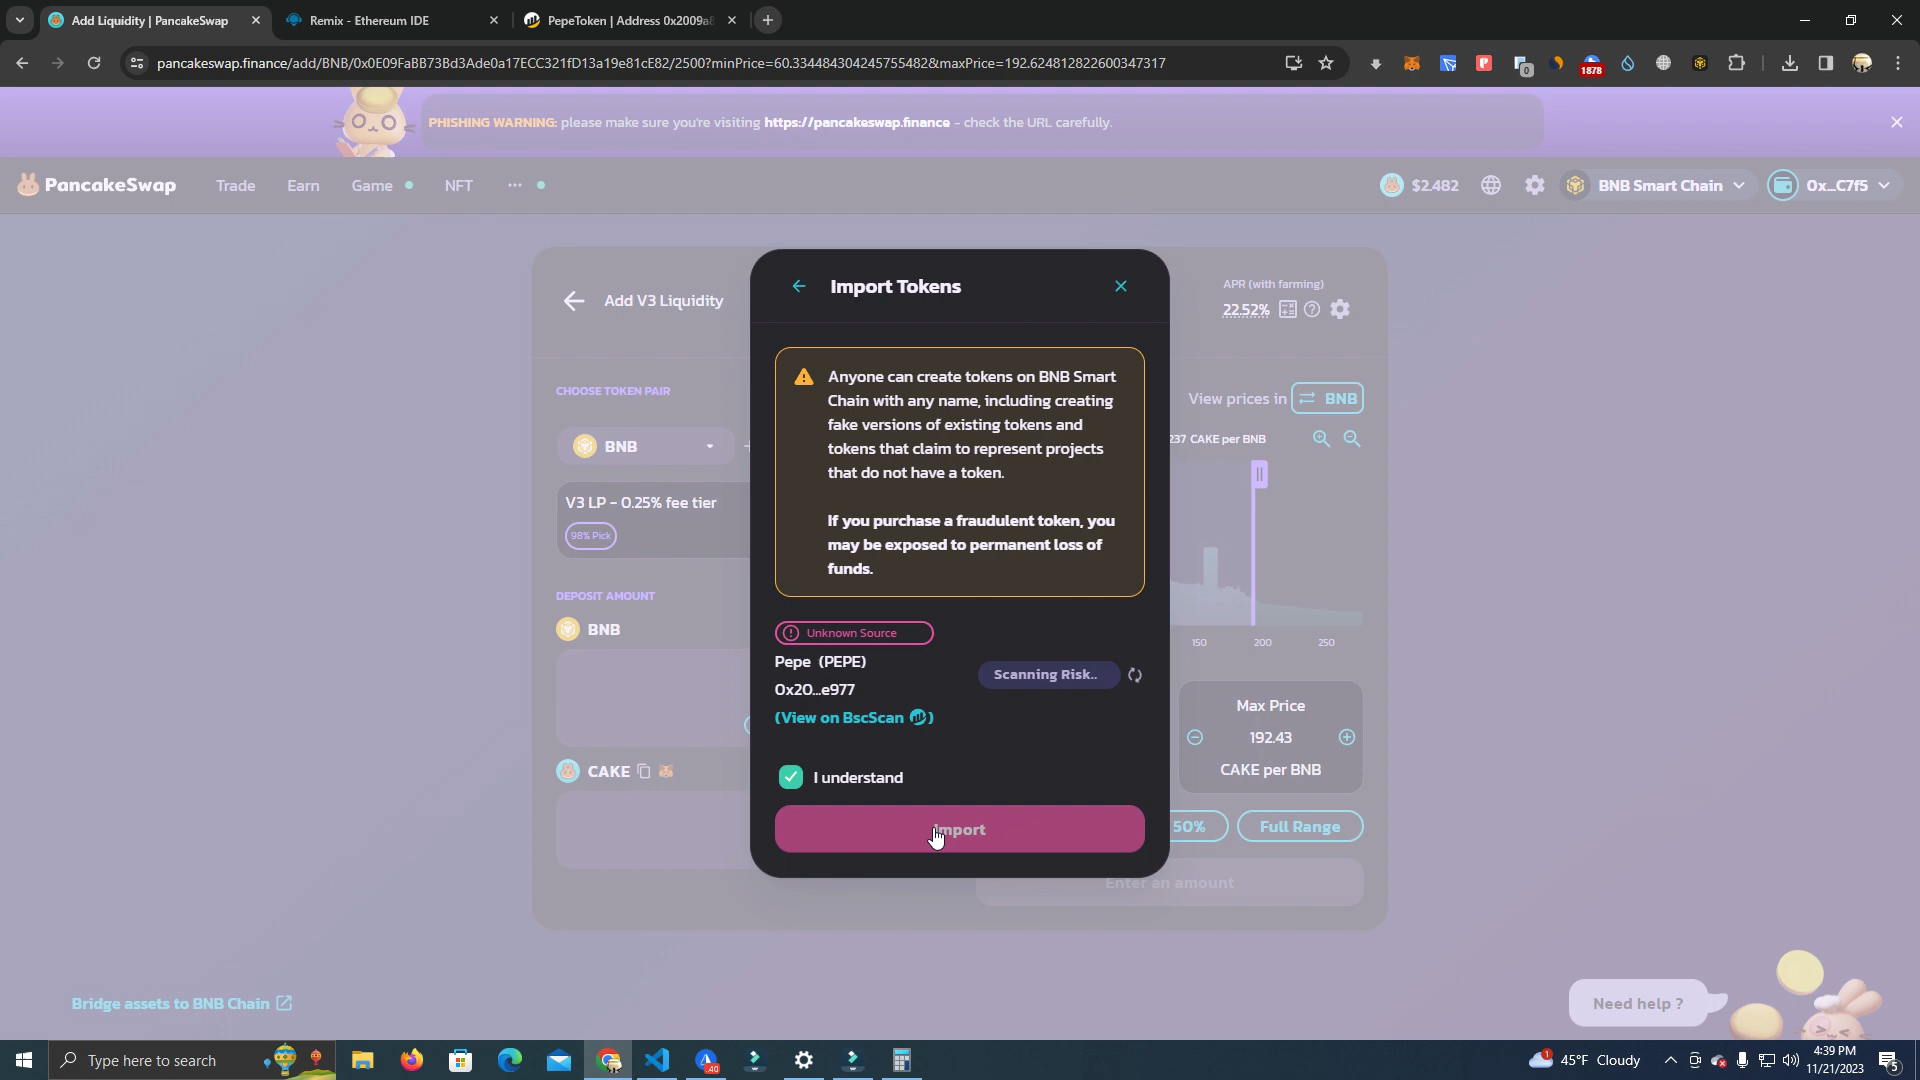 Add Liquidity | PancakeSwap
Remix - Ethereum IDE
PepeToken | Address 0x2009a8
pancakeswap.finance/add/BNB/0x0E09FaBB73Bd3Ade0a17ECC321fD13a19e81cE82/2500?minPrice=60.334484304245755482&maxPrice=192.624812822600347317
0
1878
PHISHING WARNING: please make sure you're visiting https://pancakeswap.finance - check the URL carefully.
PancakeSwap
Trade
Earn
Game
NFT
$2.482
BNB Smart Chain
0x...C7f5
Add V3 Liquidity
APR (with farming)
22.52%
Import Tokens
Anyone can create tokens on BNB Smart
Chain with any name, including creating
fake versions of existing tokens and
tokens that claim to represent projects
that do not have a token.
If you purchase a fraudulent token, you
may be exposed to permanent loss of
funds.
Unknown Source
Pepe (PEPE)
0x20...e977
(View on BscScan )
Scanning Risk..
I understand
Import
CHOOSE TOKEN PAIR
BNB
V3 LP - 0.25% fee tier
98% Pick
DEPOSIT AMOUNT
BNB
CAKE
View prices in
BNB
237 CAKE per BNB
150
200
250
Max Price
192.43
CAKE per BNB
50%
Full Range
Enter an amount
Bridge assets to BNB Chain
Need help ?
Type here to search
.40
1
45°F Cloudy
4:39 PM
11/21/2023
5